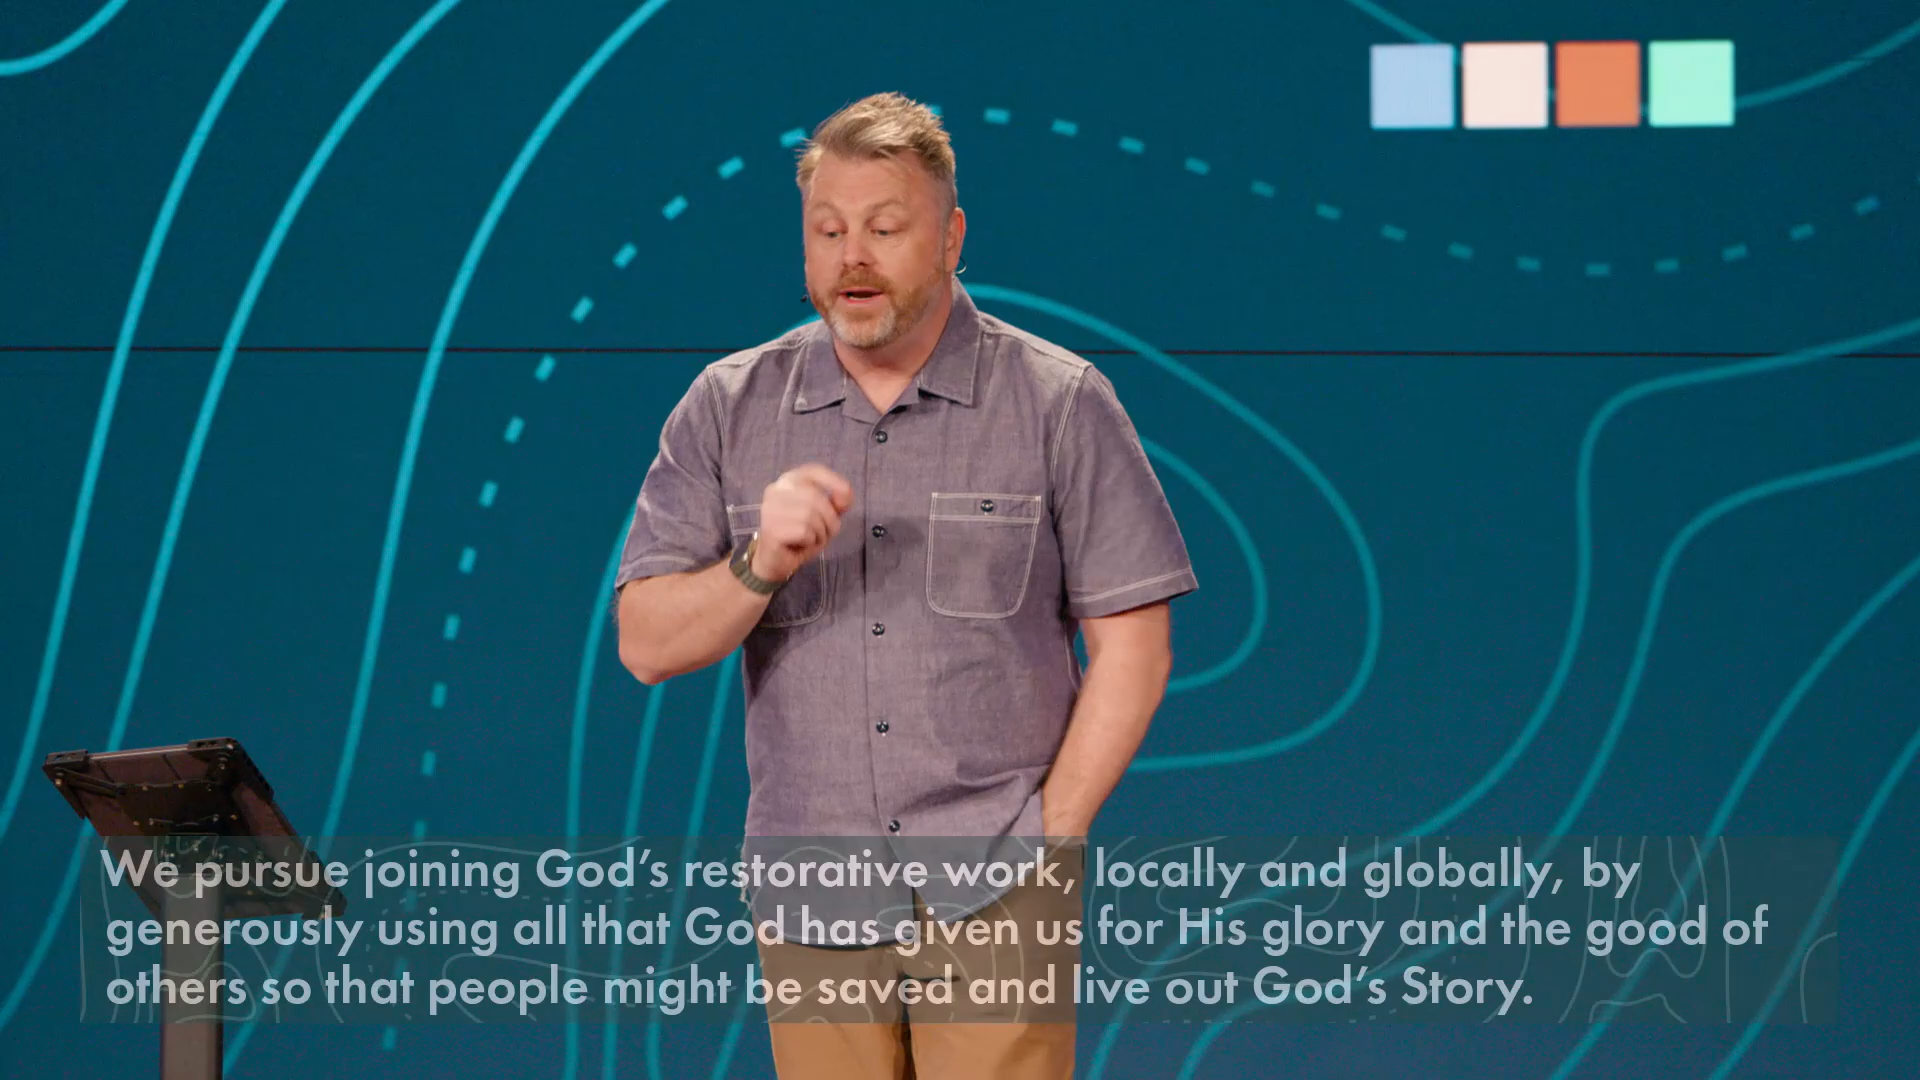 We pursue joining God’s restorative work, locally and globally, by
generously using all that God has given us for His glory and the good of
others so that people might be saved and live out God’s Story.